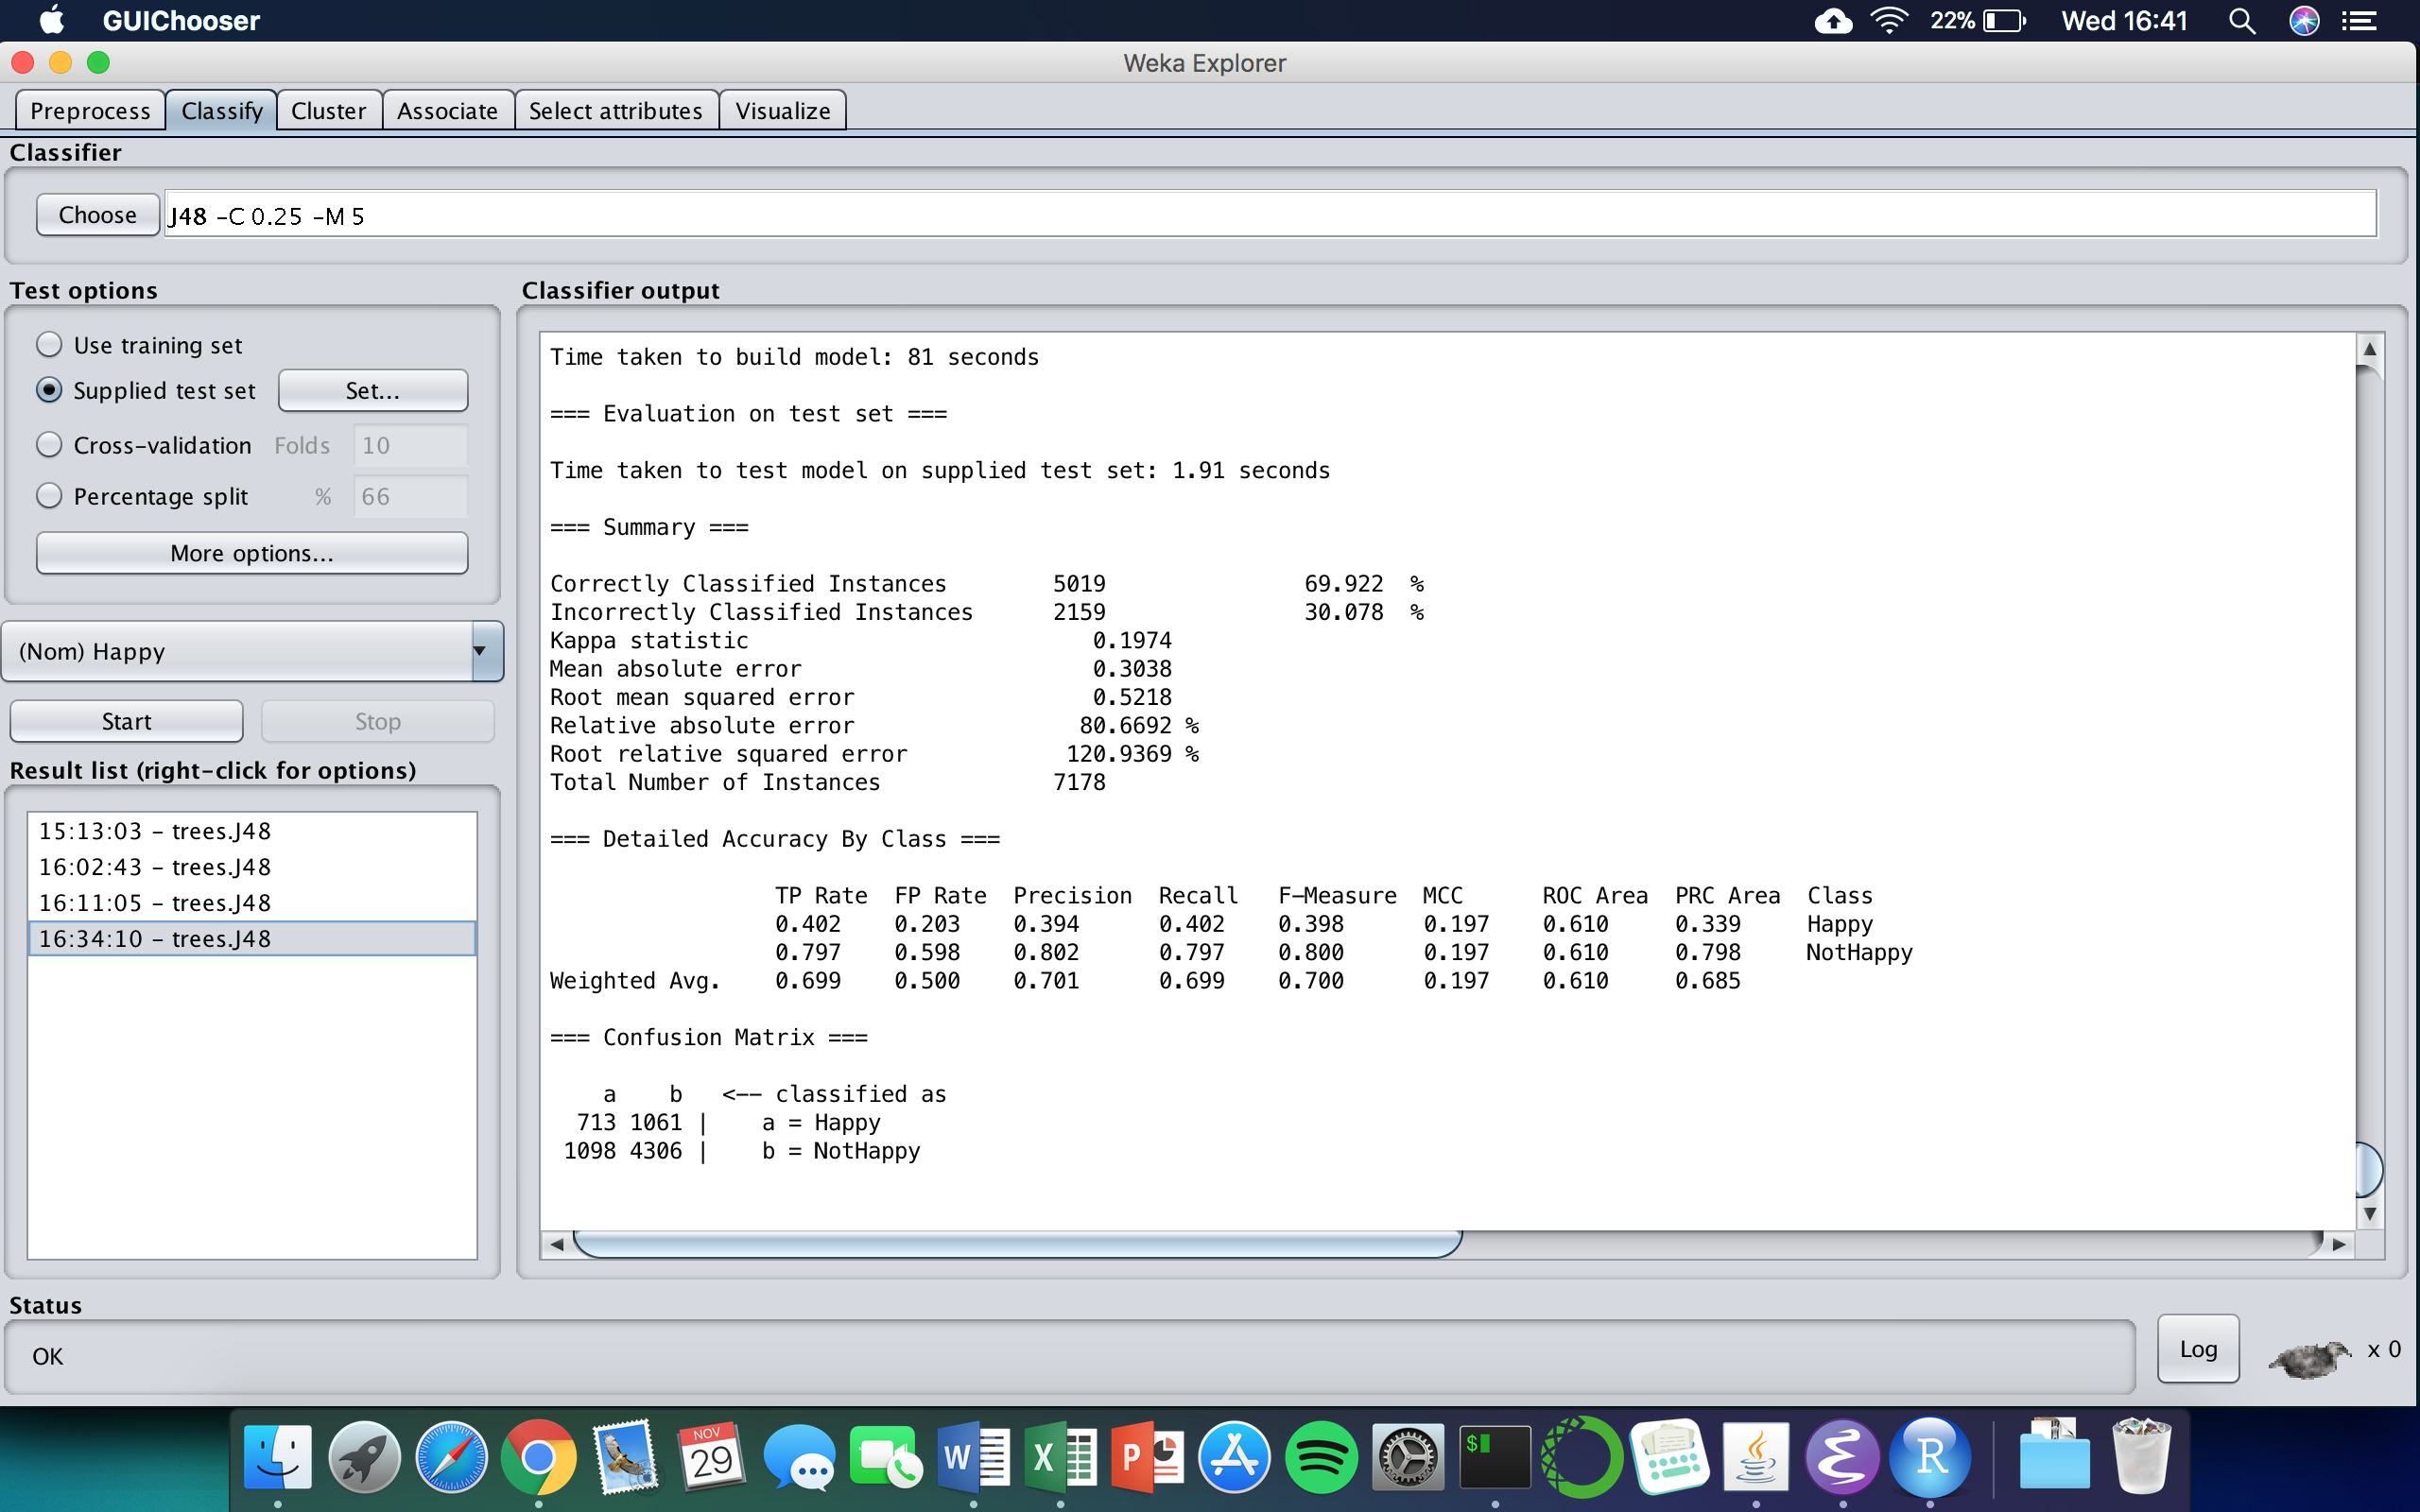 GUIChooser 22% Wed 16:41
Weka Explorer
Preprocess Classify Cluster Associate Select attributes Visualize
Classifier
Choose J48 -C 0.25 -M 5
Test options
Use training set
Supplied test set Set...
Cross-validation Folds 10
Percentage split % 66
More options...
(Nom) Happy
Start Stop
Result list (right-click for options)
15:13:03 - trees.J48
16:02:43 - trees.J48
16:11:05 - trees.J48
16:34:10 - trees.J48
Classifier output
Time taken to build model: 81 seconds
=== Evaluation on test set ===
Time taken to test model on supplied test set: 1.91 seconds
=== Summary ===
Correctly Classified Instances 5019 69.922 %
Incorrectly Classified Instances 2159 30.078 %
Kappa statistic 0.1974
Mean absolute error 0.3038
Root mean squared error 0.5218
Relative absolute error 80.6692 %
Root relative squared error 120.9369 %
Total Number of Instances 7178
=== Detailed Accuracy By Class ===
TP Rate FP Rate Precision Recall F-Measure MCC ROC Area PRC Area Class
0.402 0.203 0.394 0.402 0.398 0.197 0.610 0.339 Happy
0.797 0.598 0.802 0.797 0.800 0.197 0.610 0.798 NotHappy
Weighted Avg. 0.699 0.500 0.701 0.699 0.700 0.197 0.610 0.685
=== Confusion Matrix ===
a b <-- classified as
713 1061 | a = Happy
1098 4306 | b = NotHappy
Status
OK
Log x 0
NOV
29
W
X
P
$
R